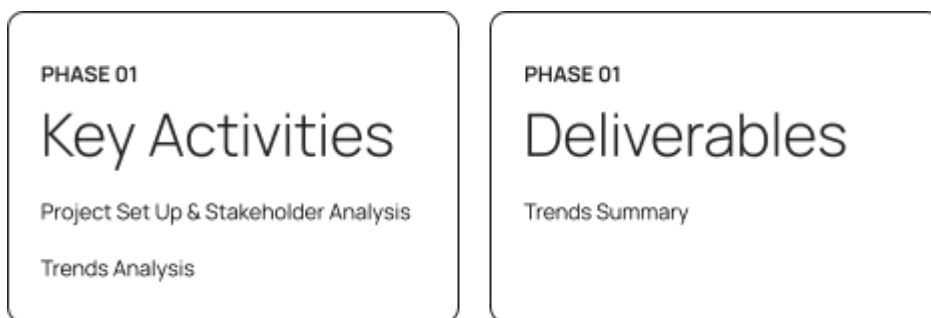 PHASE 01
Key Activities
Project Set Up & Stakeholder Analysis
Trends Analysis
PHASE 01
Deliverables
Trends Summary